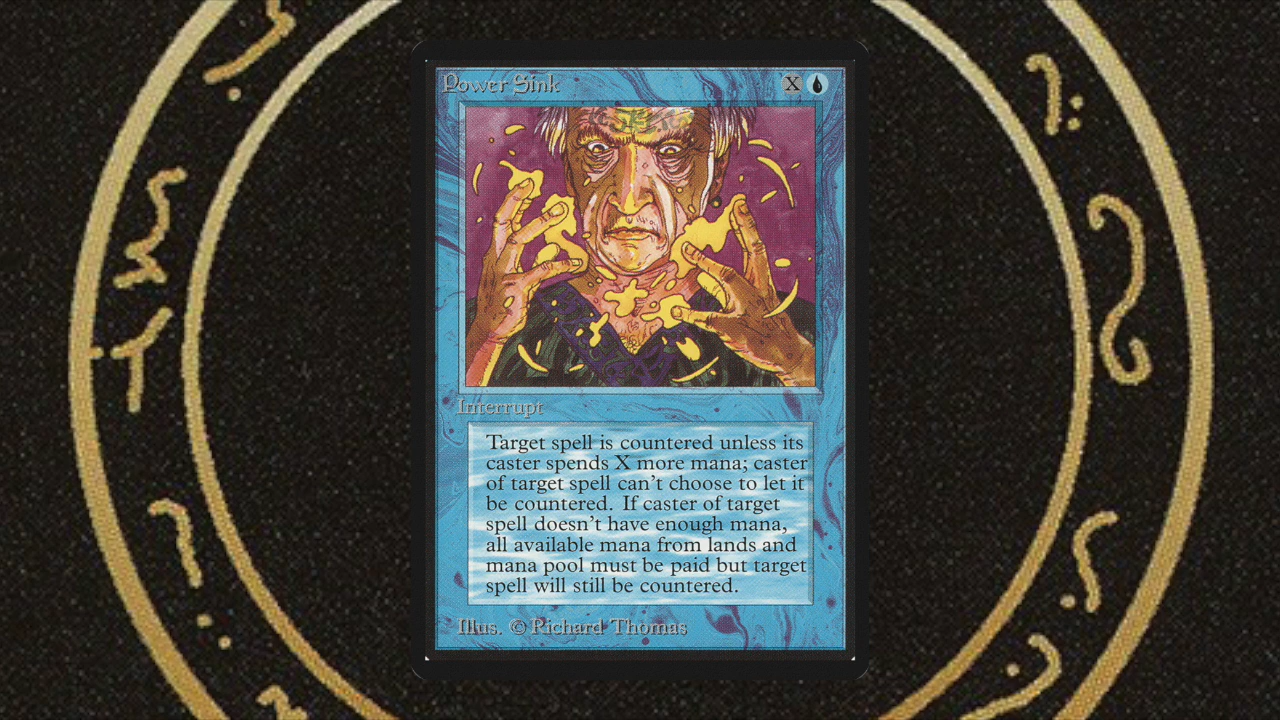 Power Sink X
Interrupt
Target spell is countered unless its
caster spends X more mana; caster
of target spell can't choose to let it
be countered. If caster of target
spell doesn't have enough mana,
all available mana from lands and
mana pool must be paid but target
spell will still be countered.
Illus. © Richard Thomas